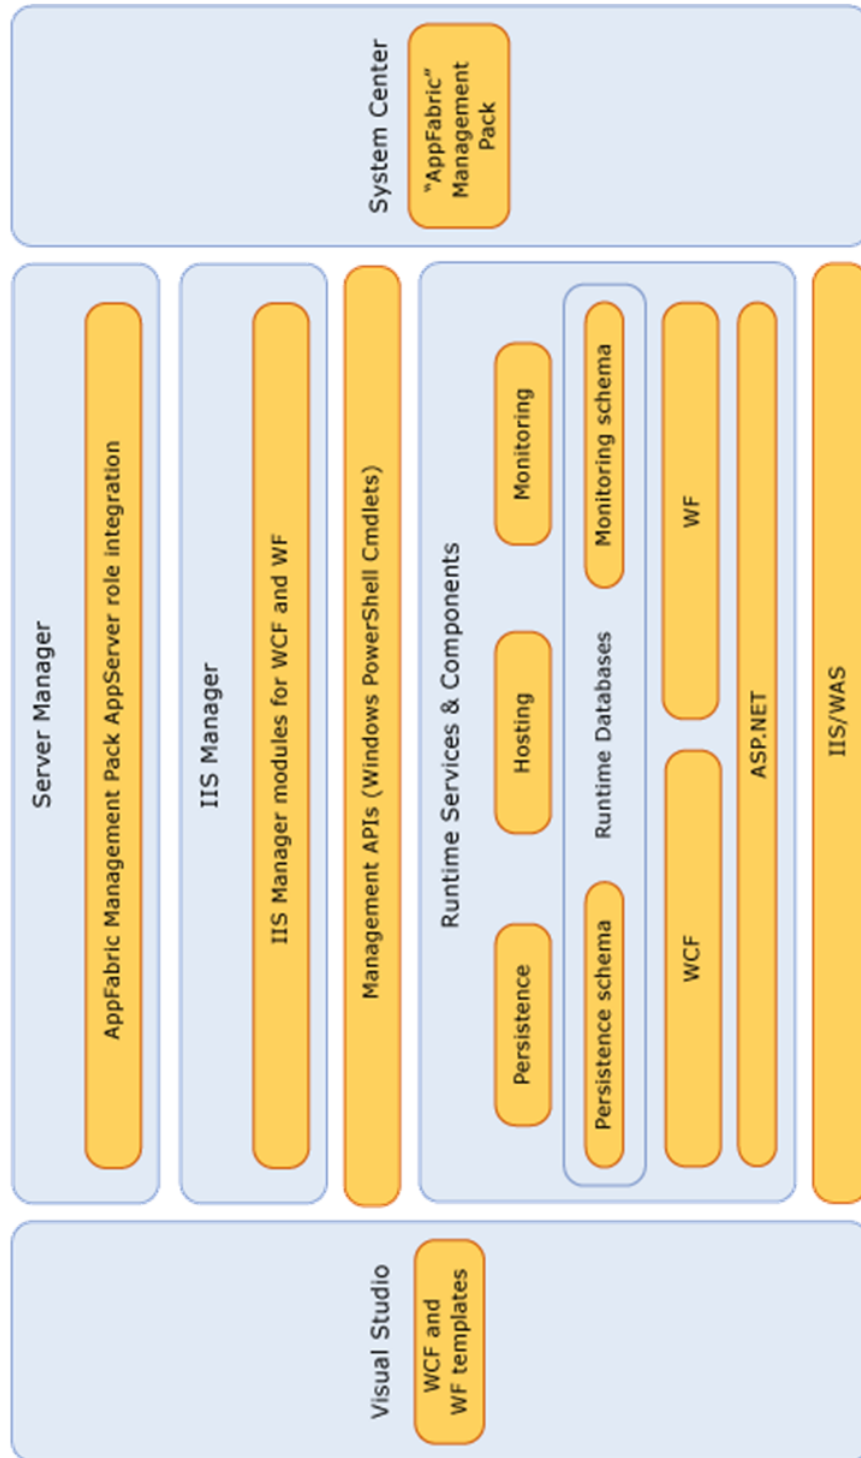 Visual Studio
WCF and
WF templates
Server Manager
AppFabric Management Pack AppServer role integration
IIS Manager
IIS Manager modules for WCF and WF
Management APIs (Windows PowerShell Cmdlets)
Runtime Services & Components
Persistence
Hosting
Monitoring
Persistence schema
Runtime Databases
Monitoring schema
WCF
WF
ASP.NET
IIS/WAS
System Center
“AppFabric”
Management
Pack